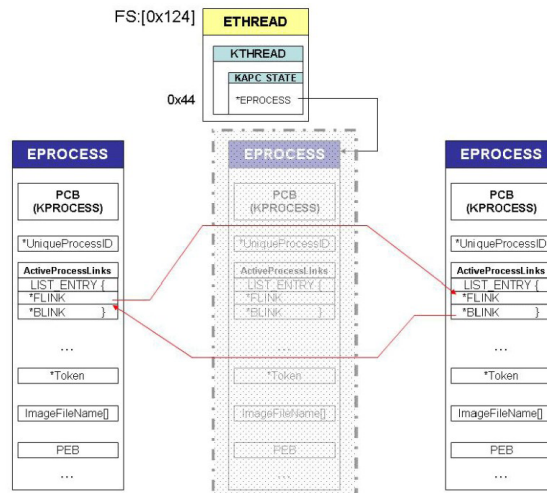 FS:[0x124]
ETHREAD
KTHREAD
KAPC_STATE
0x44
*EPROCESS
EPROCESS
PCB
(KPROCESS)
*UniqueProcessID
ActiveProcessLinks
LIST_ENTRY {
*FLINK
*BLINK }
...
*Token
ImageFileName[]
PEB
...
EPROCESS
PCB
(KPROCESS)
*UniqueProcessID
ActiveProcessLinks
LIST_ENTRY {
*FLINK
*BLINK }
...
*Token
ImageFileName[]
PEB
...
EPROCESS
PCB
(KPROCESS)
*UniqueProcessID
ActiveProcessLinks
LIST_ENTRY {
*FLINK
*BLINK }
...
*Token
ImageFileName[]
PEB
...